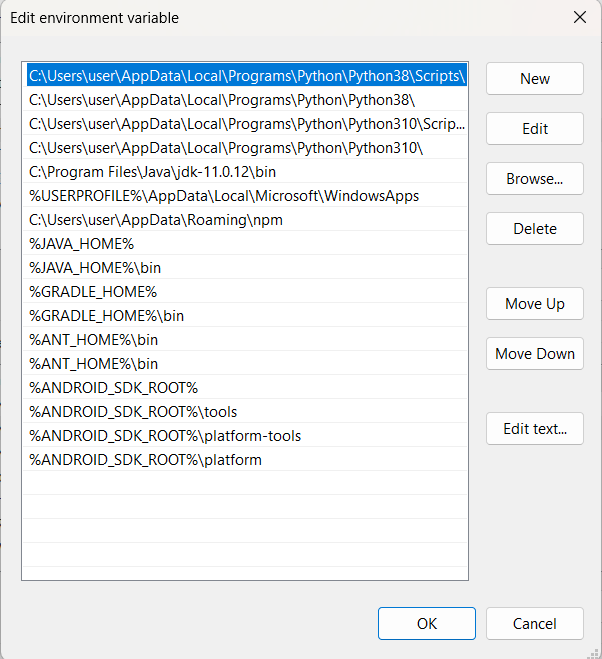 Edit environment variable
C:\Users\user\AppData\Local\Programs\Python\Python38\Scripts\
C:\Users\user\AppData\Local\Programs\Python\Python38\
C:\Users\user\AppData\Local\Programs\Python\Python310\Scrip...
C:\Users\user\AppData\Local\Programs\Python\Python310\
C:\Program Files\Java\jdk-11.0.12\bin
%USERPROFILE%\AppData\Local\Microsoft\WindowsApps
C:\Users\user\AppData\Roaming\npm
%JAVA_HOME%
%JAVA_HOME%\bin
%GRADLE_HOME%
%GRADLE_HOME%\bin
%ANT_HOME%\bin
%ANT_HOME%\bin
%ANDROID_SDK_ROOT%
%ANDROID_SDK_ROOT%\tools
%ANDROID_SDK_ROOT%\platform-tools
%ANDROID_SDK_ROOT%\platform
New
Edit
Browse...
Delete
Move Up
Move Down
Edit text...
OK
Cancel